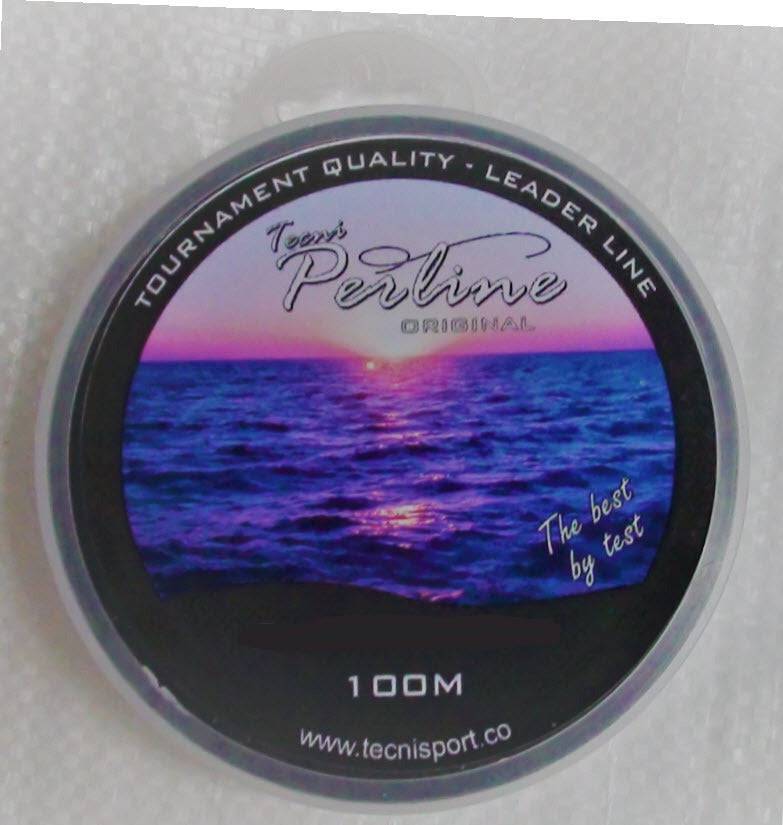 TOURNAMENT QUALITY - LEADER LINE
Tecni
Perline
ORIGINAL
The best
by test
100M
www.tecnisport.co